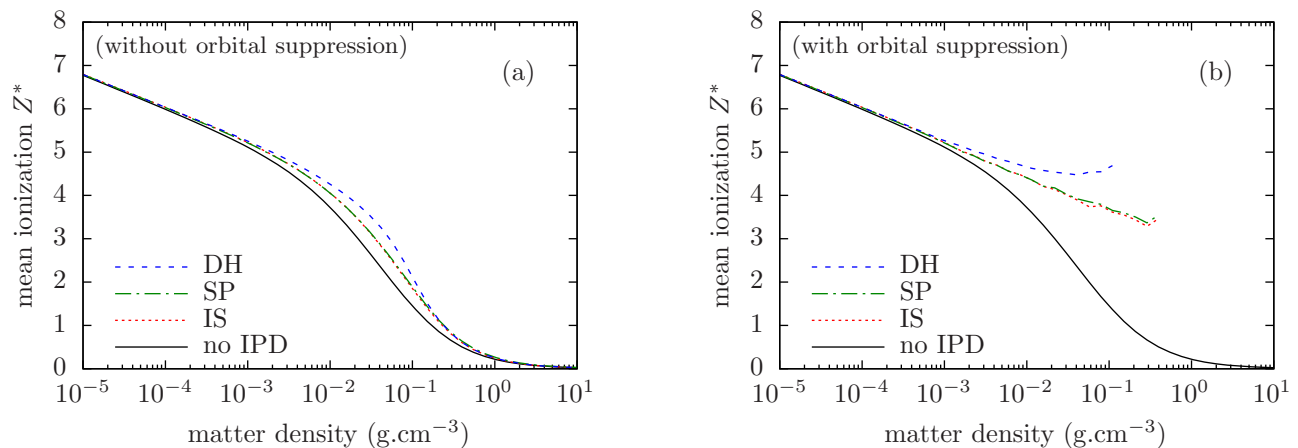 (without orbital suppression)
(a)
mean ionization Z*
8
7
6
5
4
3
2
1
0
DH
SP
IS
no IPD
10⁻⁵ 10⁻⁴ 10⁻³ 10⁻² 10⁻¹ 10⁰ 10¹
matter density (g.cm⁻³)
(with orbital suppression)
(b)
mean ionization Z*
8
7
6
5
4
3
2
1
0
DH
SP
IS
no IPD
10⁻⁵ 10⁻⁴ 10⁻³ 10⁻² 10⁻¹ 10⁰ 10¹
matter density (g.cm⁻³)